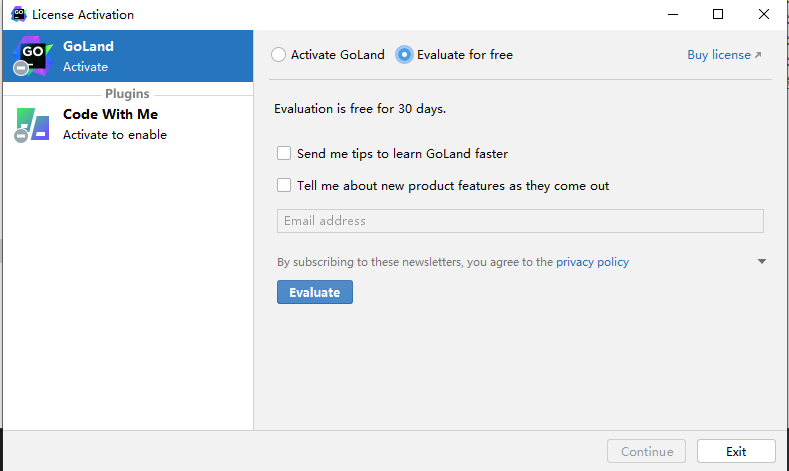 License Activation
GoLand
Activate
Plugins
Code With Me
Activate to enable
Activate GoLand Evaluate for free Buy license
Evaluation is free for 30 days.
Send me tips to learn GoLand faster
Tell me about new product features as they come out
Email address
By subscribing to these newsletters, you agree to the privacy policy
Evaluate
Continue Exit